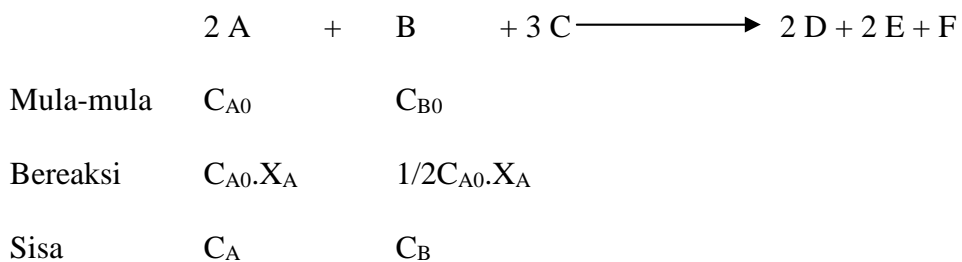 2 A + B + 3 C ⟶ 2 D + 2 E + F
Mula-mula C_A0 C_B0
Bereaksi C_A0.X_A 1/2C_A0.X_A
Sisa C_A C_B